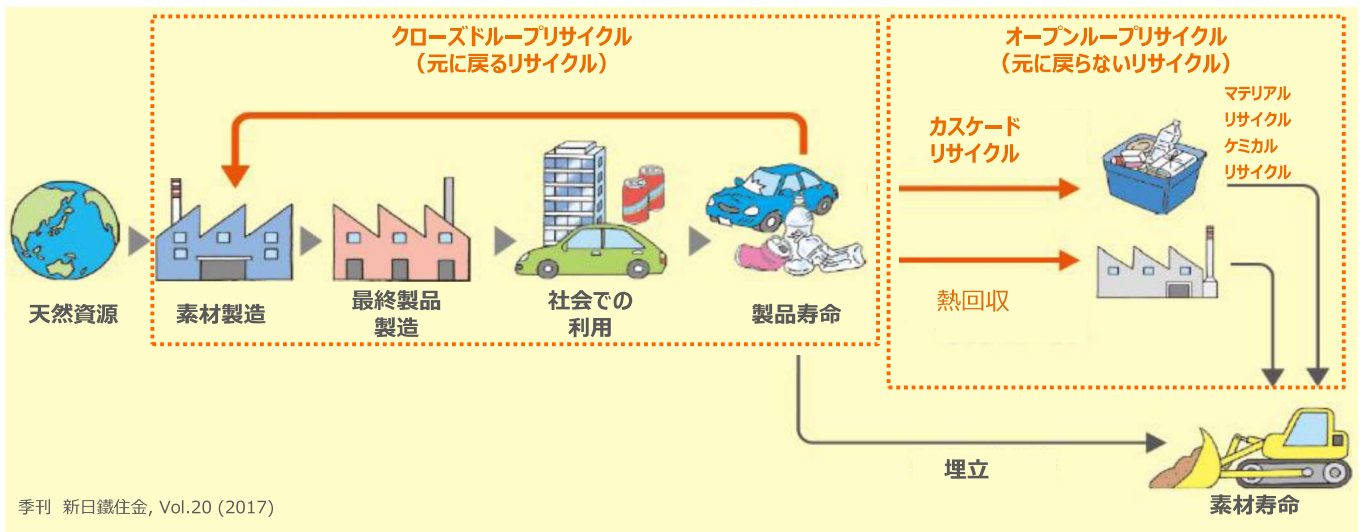 クローズドループリサイクル
（元に戻るリサイクル）
オープンループリサイクル
（元に戻らないリサイクル）
カスケード
リサイクル
マテリアル
リサイクル
ケミカル
リサイクル
天然資源
素材製造
最終製品
製造
社会での
利用
製品寿命
熱回収
埋立
素材寿命
季刊 新日鐵住金, Vol.20 (2017)